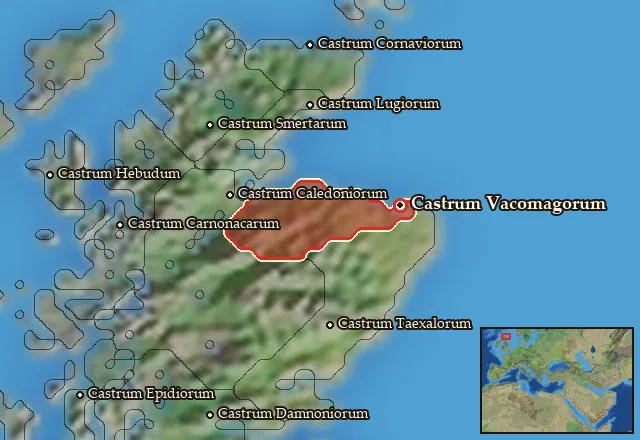 Castrum Cornaviorum
Castrum Lugiorum
Castrum Smertarum
Castrum Hebudum
Castrum Caledoniorum
Castrum Vacomagorum
Castrum Carnonacarum
Castrum Taexalorum
Castrum Epidiorum
Castrum Damnoniorum